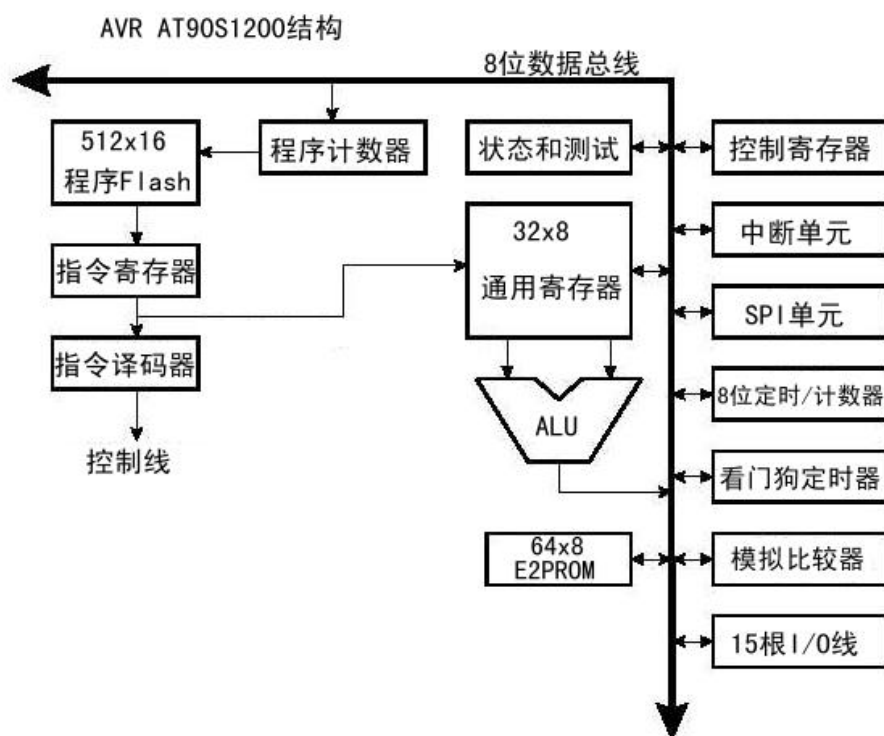 AVR AT90S1200结构
8位数据总线
512x16
程序Flash
程序计数器
状态和测试
控制寄存器
指令寄存器
32x8
通用寄存器
中断单元
SPI单元
指令译码器
8位定时/计数器
ALU
控制线
看门狗定时器
64x8
E2PROM
模拟比较器
15根I/O线